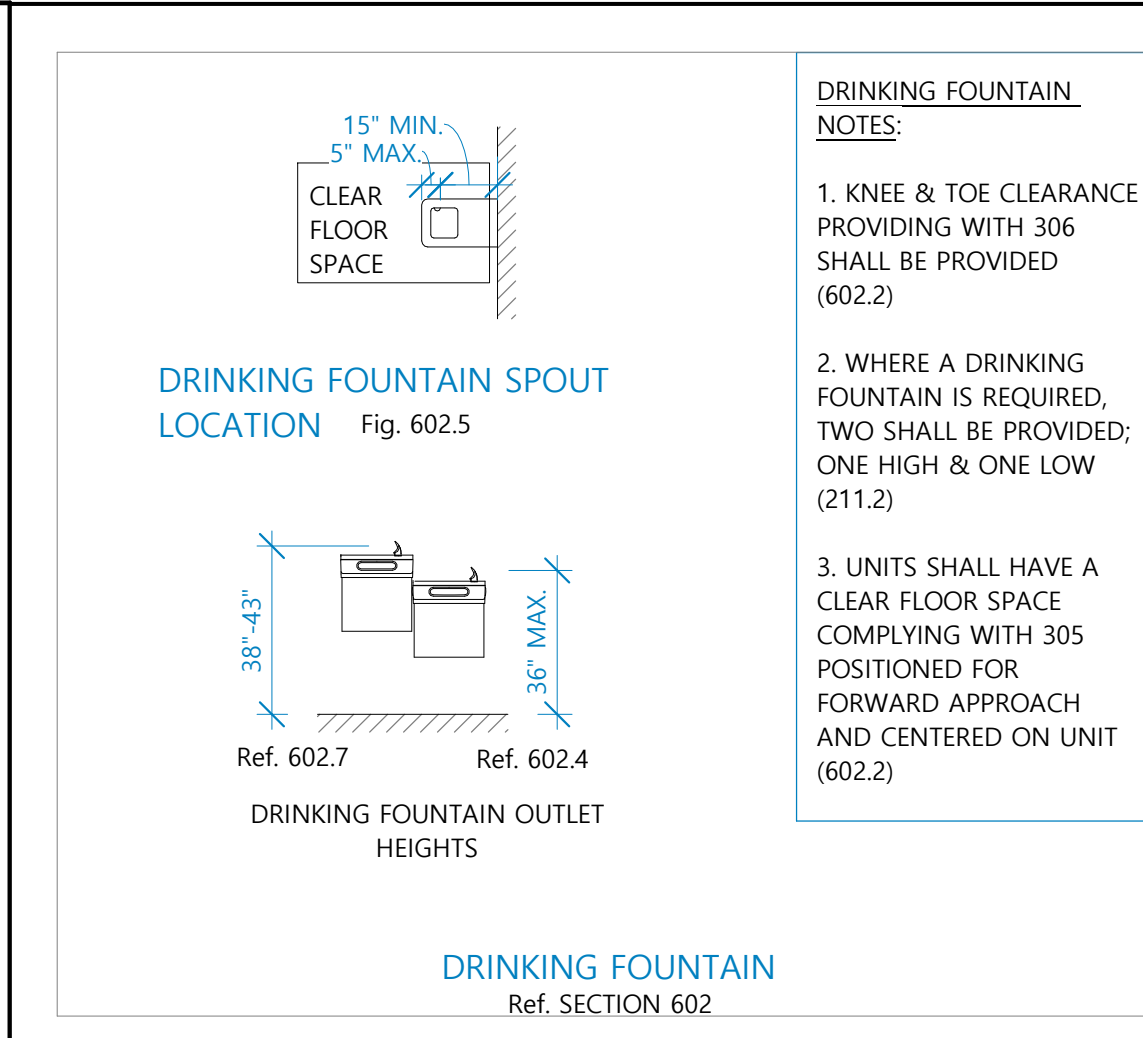 15" MIN.
5" MAX.
CLEAR
FLOOR
SPACE
DRINKING FOUNTAIN SPOUT
LOCATION Fig. 602.5
38"-43"
36" MAX.
Ref. 602.7 Ref. 602.4
DRINKING FOUNTAIN OUTLET
HEIGHTS
DRINKING FOUNTAIN
Ref. SECTION 602
DRINKING FOUNTAIN
NOTES:
1. KNEE & TOE CLEARANCE
PROVIDING WITH 306
SHALL BE PROVIDED
(602.2)
2. WHERE A DRINKING
FOUNTAIN IS REQUIRED,
TWO SHALL BE PROVIDED;
ONE HIGH & ONE LOW
(211.2)
3. UNITS SHALL HAVE A
CLEAR FLOOR SPACE
COMPLYING WITH 305
POSITIONED FOR
FORWARD APPROACH
AND CENTERED ON UNIT
(602.2)